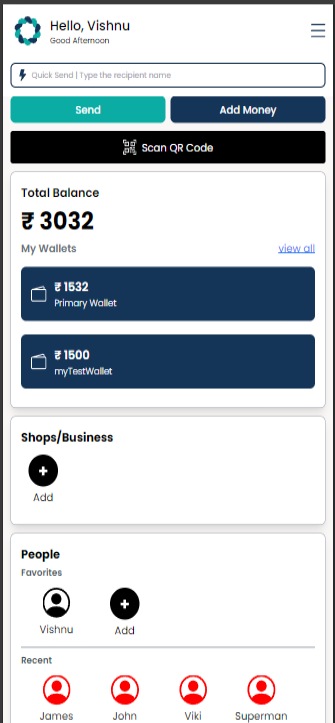 Hello, Vishnu
Good Afternoon
Quick Send | Type the recipient name
Send
Add Money
Scan QR Code
Total Balance
₹ 3032
My Wallets
view all
₹ 1532
Primary Wallet
₹ 1500
myTestWallet
Shops/Business
Add
People
Favorites
Vishnu
Add
Recent
James
John
Viki
Superman